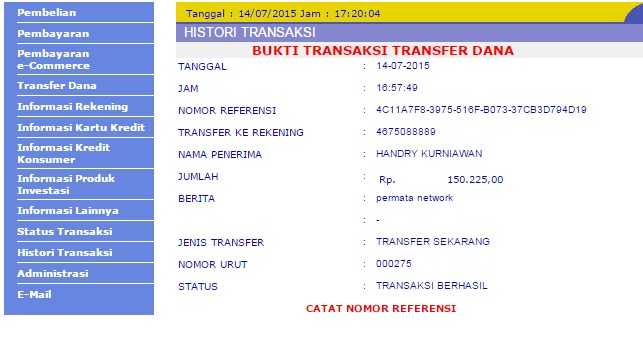 Pembelian
Pembayaran
Pembayaran
e-Commerce
Transfer Dana
Informasi Rekening
Informasi Kartu Kredit
Informasi Kredit
Konsumer
Informasi Produk
Investasi
Informasi Lainnya
Status Transaksi
Histori Transaksi
Administrasi
E-Mail
Tanggal : 14/07/2015 Jam : 17:20:04
HISTORI TRANSAKSI
BUKTI TRANSAKSI TRANSFER DANA
TANGGAL : 14-07-2015
JAM : 16:57:49
NOMOR REFERENSI : 4C11A7F8-3975-516F-B073-37CB3D794D19
TRANSFER KE REKENING : 4675088889
NAMA PENERIMA : HANDRY KURNIAWAN
JUMLAH : Rp. 150.225,00
BERITA : permata network
: -
JENIS TRANSFER : TRANSFER SEKARANG
NOMOR URUT : 000275
STATUS : TRANSAKSI BERHASIL
CATAT NOMOR REFERENSI